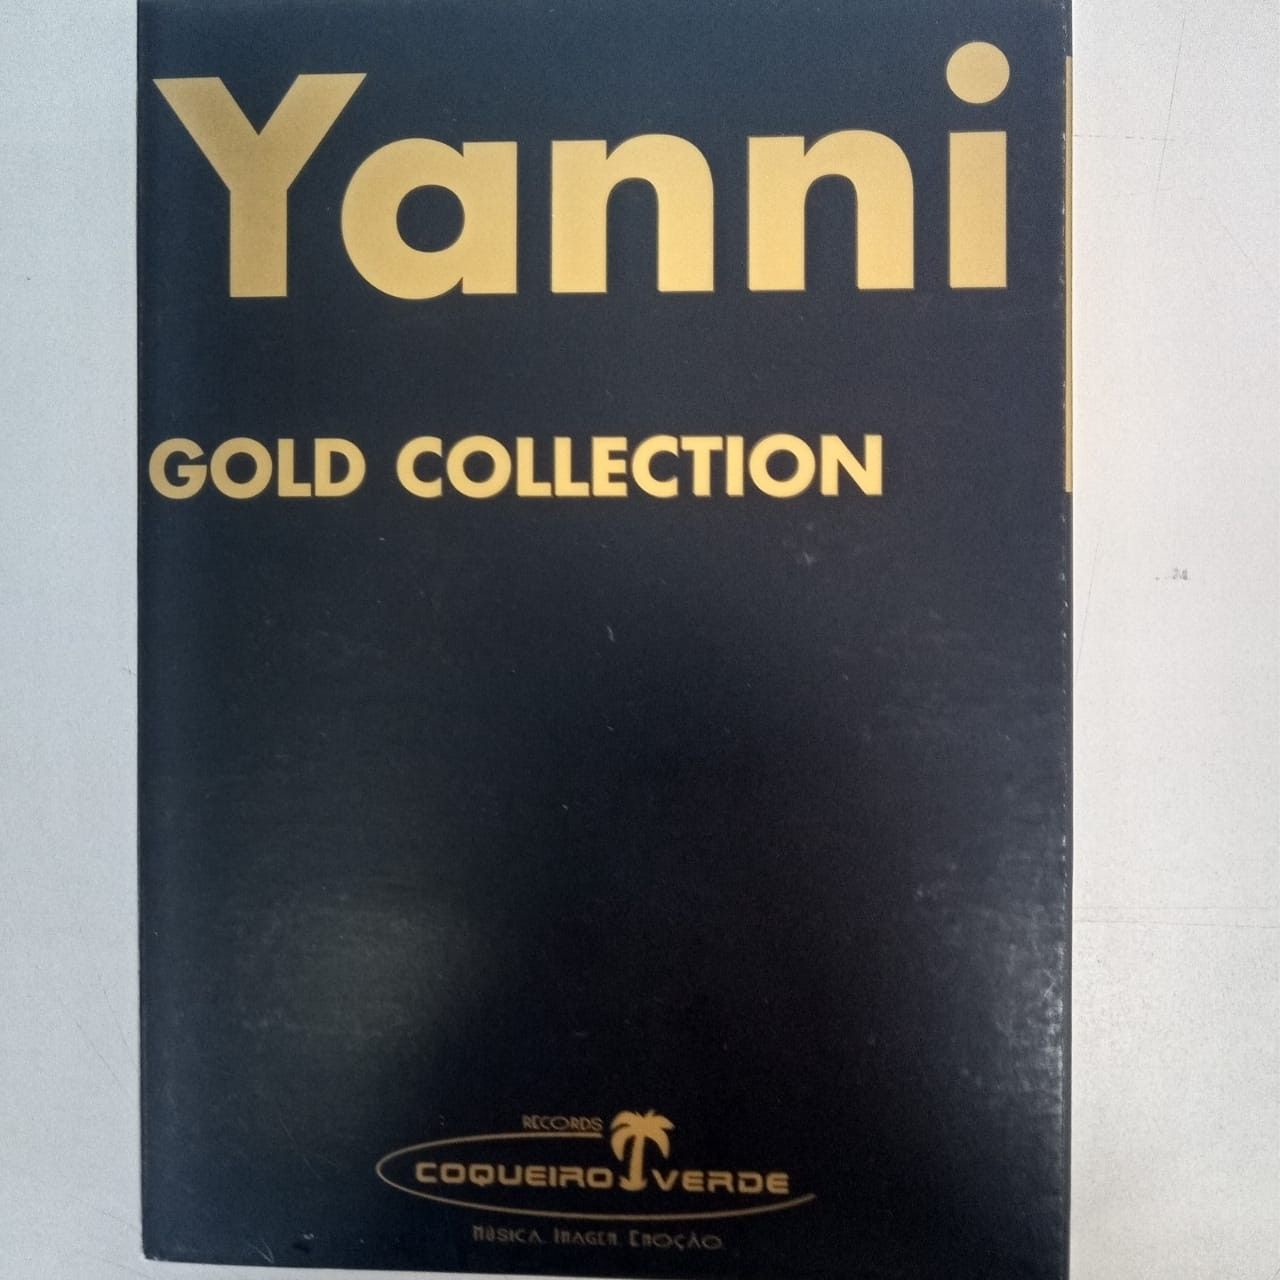 Yanni
GOLD COLLECTION
RECORDS
COQUEIRO VERDE
MÚSICA. IMAGEM. EMOÇÃO.